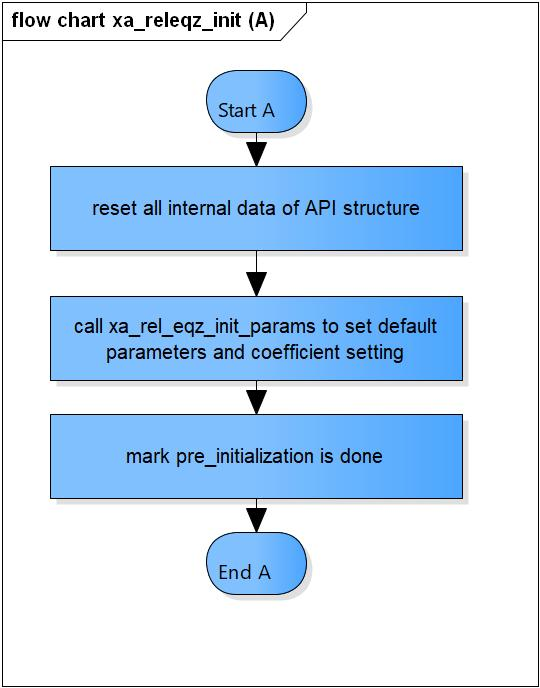 flow chart xa_releqz_init (A)
Start A
reset all internal data of API structure
call xa_rel_eqz_init_params to set default
parameters and coefficient setting
mark pre_initialization is done
End A